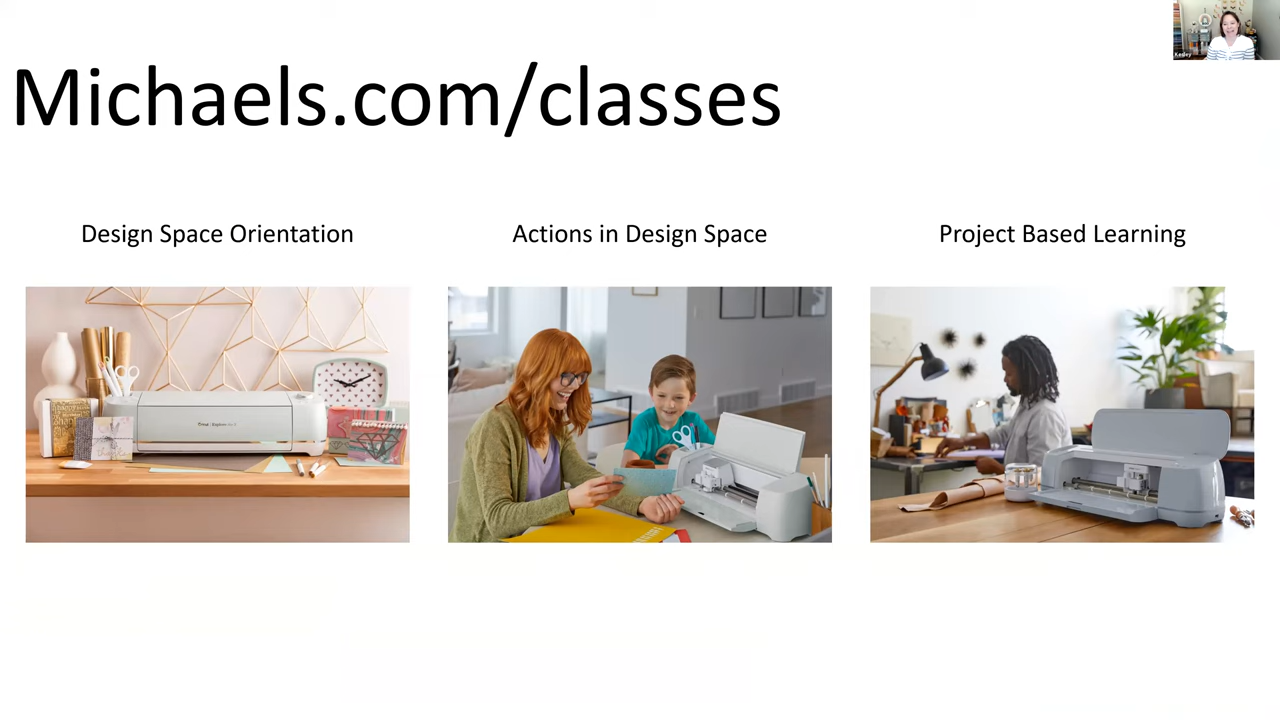 Michaels.com/classes
Design Space Orientation
Actions in Design Space
Project Based Learning